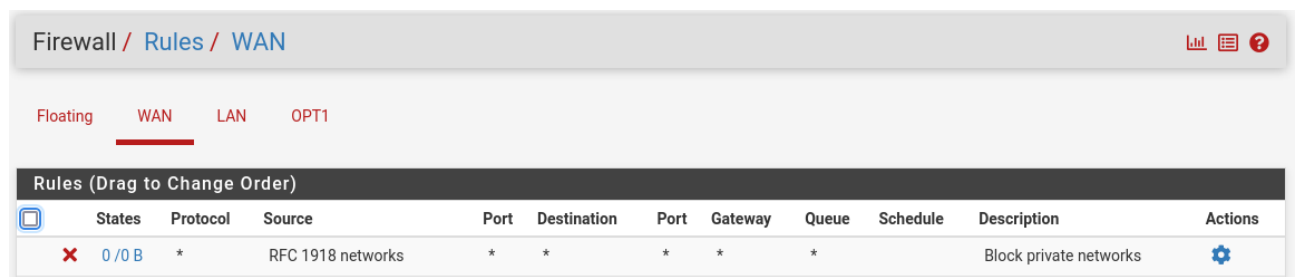 Firewall / Rules / WAN
Floating WAN LAN OPT1
Rules (Drag to Change Order)
States Protocol Source Port Destination Port Gateway Queue Schedule Description Actions
0 /0 B * RFC 1918 networks * * * * * Block private networks